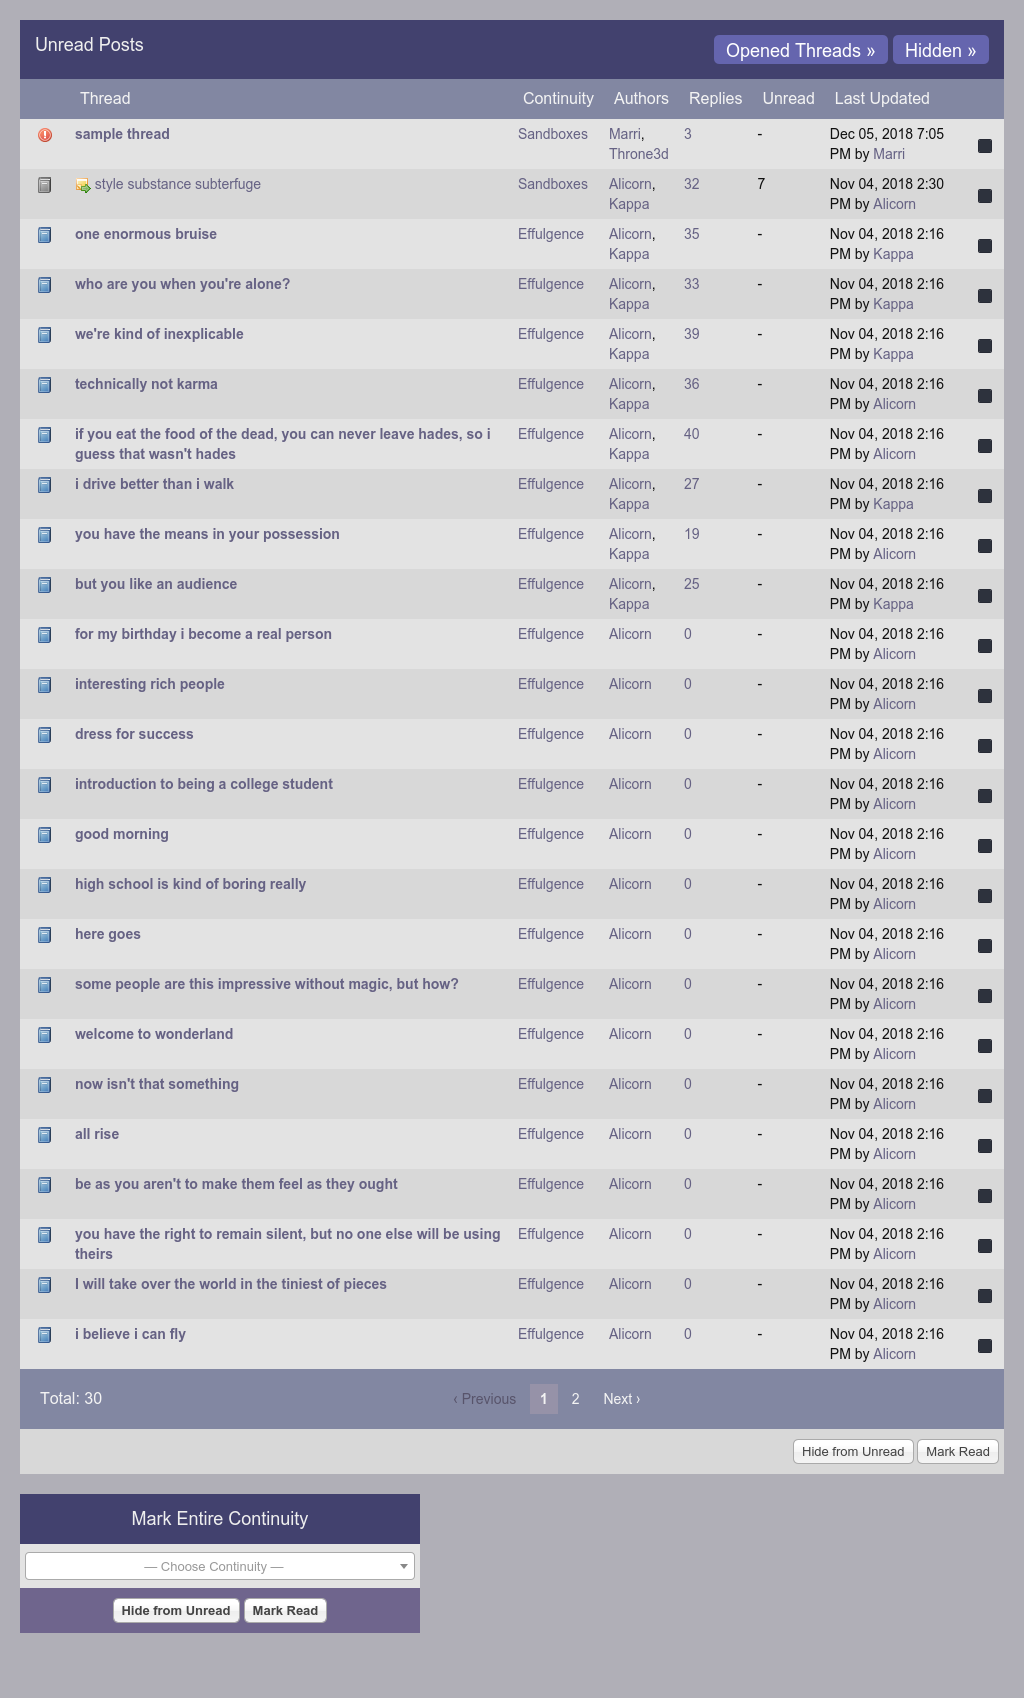 Unread Posts
Opened Threads » Hidden »
Thread Continuity Authors Replies Unread Last Updated
sample thread Sandboxes Marri, 3 - Dec 05, 2018 7:05
Throne3d PM by Marri
style substance subterfuge Sandboxes Alicorn, 32 7 Nov 04, 2018 2:30
Kappa PM by Alicorn
one enormous bruise Effulgence Alicorn, 35 - Nov 04, 2018 2:16
Kappa PM by Kappa
who are you when you're alone? Effulgence Alicorn, 33 - Nov 04, 2018 2:16
Kappa PM by Kappa
we're kind of inexplicable Effulgence Alicorn, 39 - Nov 04, 2018 2:16
Kappa PM by Kappa
technically not karma Effulgence Alicorn, 36 - Nov 04, 2018 2:16
Kappa PM by Alicorn
if you eat the food of the dead, you can never leave hades, so i Effulgence Alicorn, 40 - Nov 04, 2018 2:16
guess that wasn't hades Kappa PM by Alicorn
i drive better than i walk Effulgence Alicorn, 27 - Nov 04, 2018 2:16
Kappa PM by Kappa
you have the means in your possession Effulgence Alicorn, 19 - Nov 04, 2018 2:16
Kappa PM by Alicorn
but you like an audience Effulgence Alicorn, 25 - Nov 04, 2018 2:16
Kappa PM by Kappa
for my birthday i become a real person Effulgence Alicorn 0 - Nov 04, 2018 2:16
PM by Alicorn
interesting rich people Effulgence Alicorn 0 - Nov 04, 2018 2:16
PM by Alicorn
dress for success Effulgence Alicorn 0 - Nov 04, 2018 2:16
PM by Alicorn
introduction to being a college student Effulgence Alicorn 0 - Nov 04, 2018 2:16
PM by Alicorn
good morning Effulgence Alicorn 0 - Nov 04, 2018 2:16
PM by Alicorn
high school is kind of boring really Effulgence Alicorn 0 - Nov 04, 2018 2:16
PM by Alicorn
here goes Effulgence Alicorn 0 - Nov 04, 2018 2:16
PM by Alicorn
some people are this impressive without magic, but how? Effulgence Alicorn 0 - Nov 04, 2018 2:16
PM by Alicorn
welcome to wonderland Effulgence Alicorn 0 - Nov 04, 2018 2:16
PM by Alicorn
now isn't that something Effulgence Alicorn 0 - Nov 04, 2018 2:16
PM by Alicorn
all rise Effulgence Alicorn 0 - Nov 04, 2018 2:16
PM by Alicorn
be as you aren't to make them feel as they ought Effulgence Alicorn 0 - Nov 04, 2018 2:16
PM by Alicorn
you have the right to remain silent, but no one else will be using Effulgence Alicorn 0 - Nov 04, 2018 2:16
theirs PM by Alicorn
I will take over the world in the tiniest of pieces Effulgence Alicorn 0 - Nov 04, 2018 2:16
PM by Alicorn
i believe i can fly Effulgence Alicorn 0 - Nov 04, 2018 2:16
PM by Alicorn
Total: 30 ‹ Previous 1 2 Next ›
Hide from Unread Mark Read
Mark Entire Continuity
— Choose Continuity —
Hide from Unread Mark Read